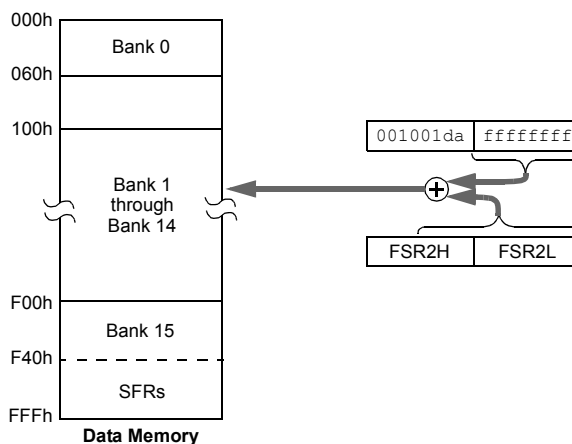 000h
Bank 0
060h
100h
001001da ffffffff
Bank 1
through
Bank 14
FSR2H FSR2L
F00h
Bank 15
F40h
SFRs
FFFh
Data Memory